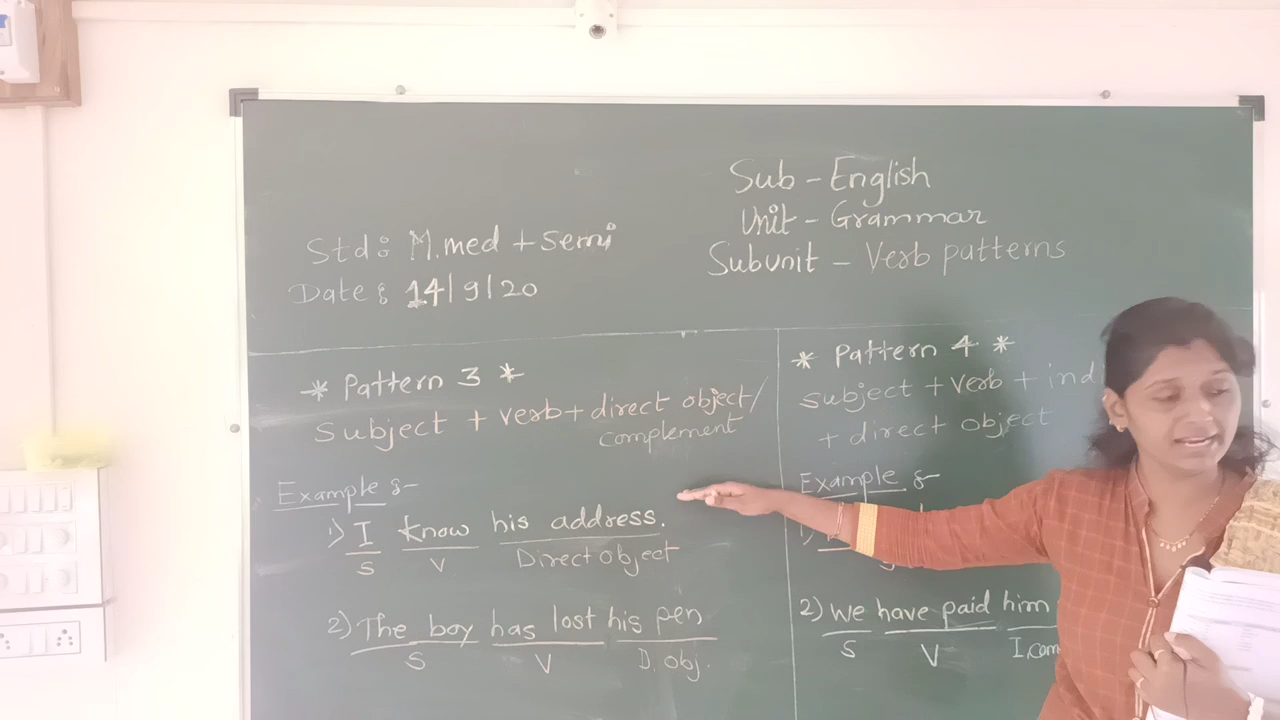 Sub - English
Unit - Grammar
Subunit - Verb patterns
Std: M.med + Semi
Date: 14/9/20
* Pattern 3 *
Subject + verb + direct object/
complement
Example :-
1) I know his address.
S V Direct object
2) The boy has lost his pen
S V D. obj.
* Pattern 4 *
subject + verb + ind
+ direct object
Example :-
2) We have paid him
S V I.com